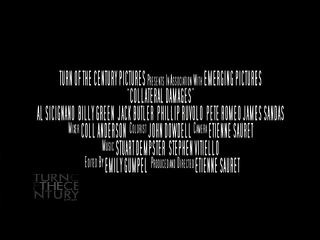 TURN OF THE CENTURY PICTURES PRESENTS IN ASSOCIATION WITH EMERGING PICTURES
"COLLATERAL DAMAGES"
AL SICIGNANO BILLY GREEN JACK BUTLER PHILLIP RUVOLO PETE ROMEO JAMES SANDAS
MIXER COLL ANDERSON COLORIST JOHN DOWDELL CAMERA ETIENNE SAURET
MUSIC STUART DEMPSTER STEPHEN VITIELLO
EDITED BY EMILY GUMPEL PRODUCED AND DIRECTED ETIENNE SAURET
TURN
THE CE
NTURY